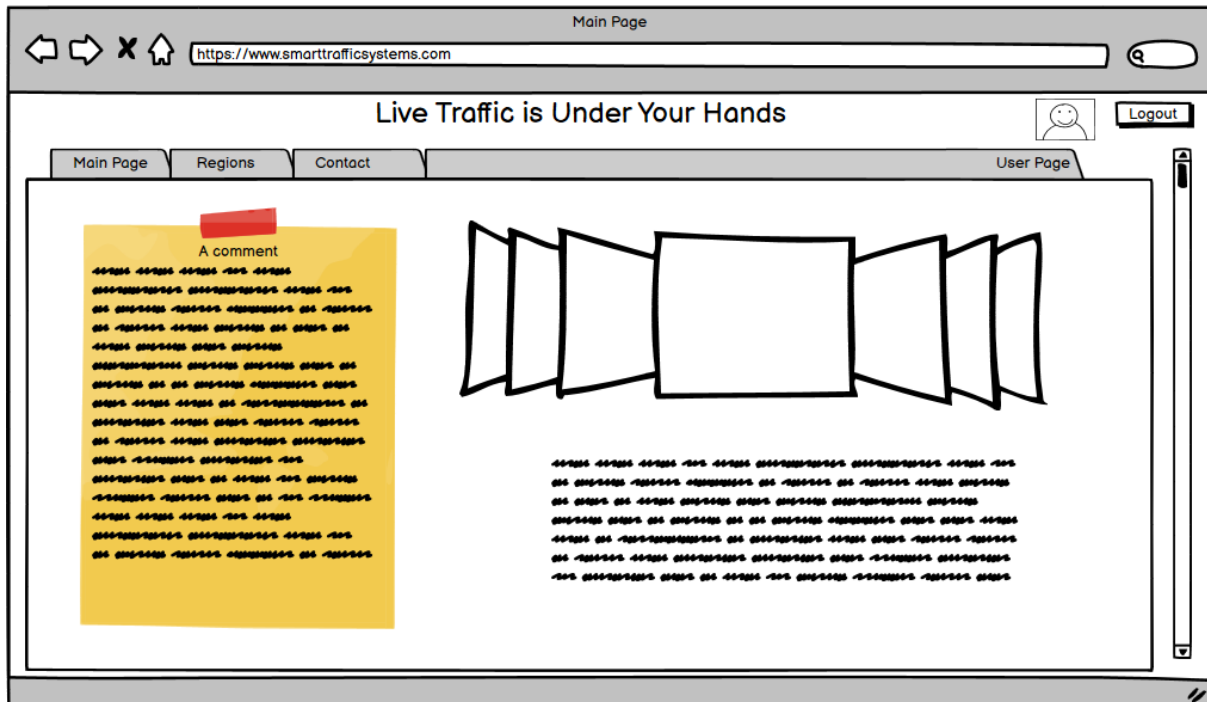 Main Page
https://www.smarttrafficsystems.com
Live Traffic is Under Your Hands
Logout
Main Page
Regions
Contact
User Page
A comment